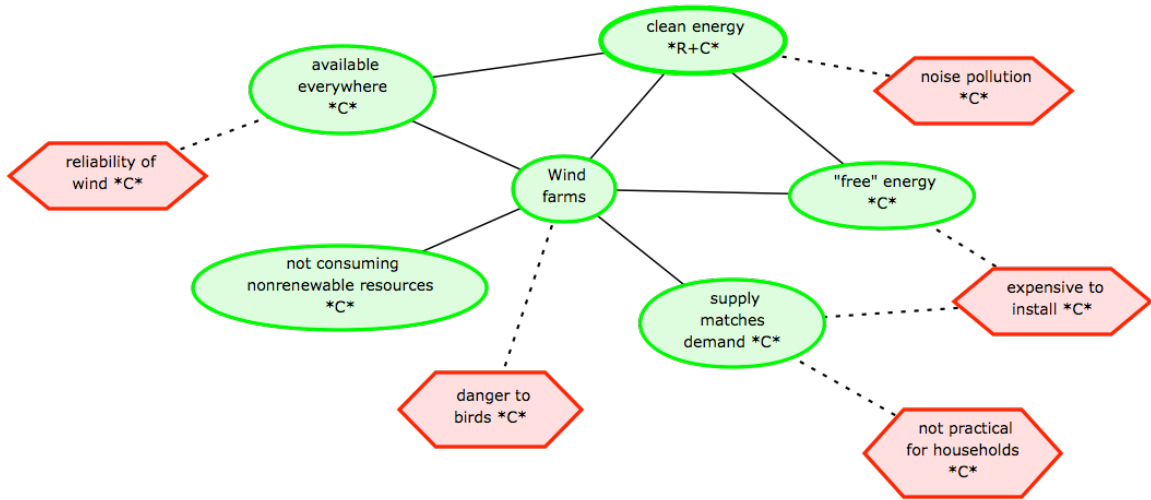 clean energy
*R+C*
available
everywhere
*C*
noise pollution
*C*
reliability of
wind *C*
Wind
farms
"free" energy
*C*
not consuming
nonrenewable resources
*C*
supply
matches
demand *C*
expensive to
install *C*
danger to
birds *C*
not practical
for households
*C*